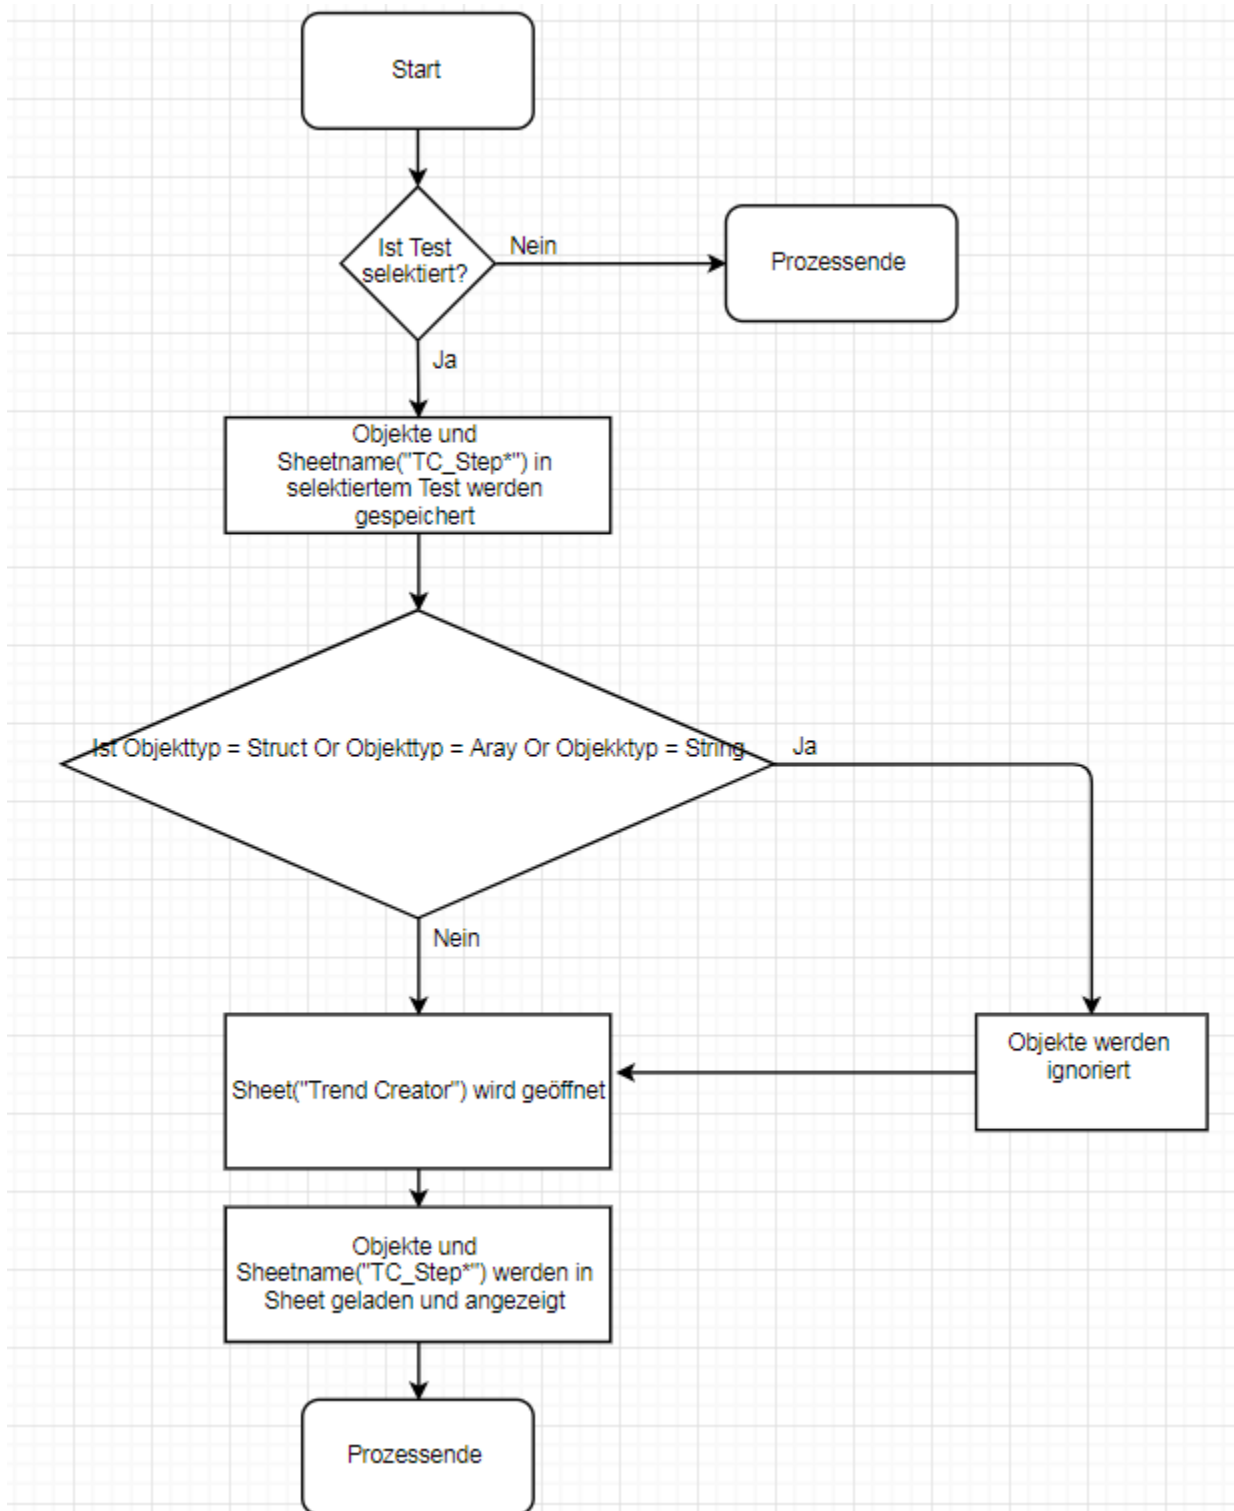 Start
Ist Test
selektiert?
Nein
Prozessende
Ja
Objekte und
Sheetname("TC_Step*") in
selektiertem Test werden
gespeichert
Ist Objekttyp = Struct Or Objekttyp = Aray Or Objekktyp = String
Ja
Nein
Objekte werden
ignoriert
Sheet("Trend Creator") wird geöffnet
Objekte und
Sheetname("TC_Step*") werden in
Sheet geladen und angezeigt
Prozessende